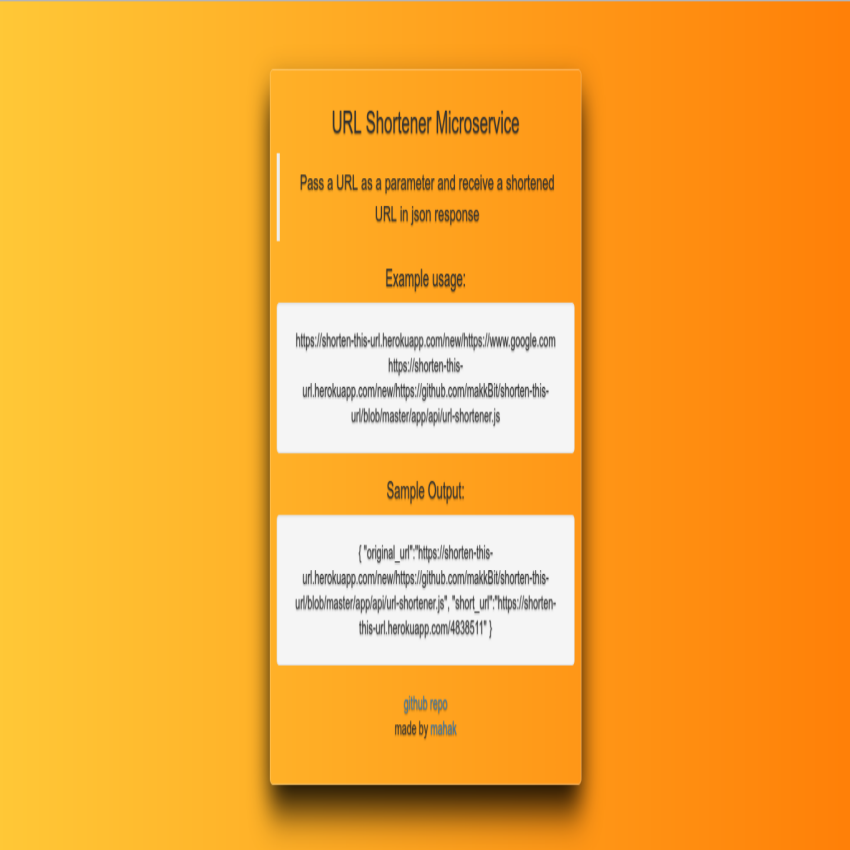 URL Shortener Microservice
Pass a URL as a parameter and receive a shortened
URL in json response
Example usage:
https://shorten-this-url.herokuapp.com/new/https://www.google.com
https://shorten-this-
url.herokuapp.com/new/https://github.com/makkBit/shorten-this-
url/blob/master/app/api/url-shortener.js
Sample Output:
{ "original_url":"https://shorten-this-
url.herokuapp.com/new/https://github.com/makkBit/shorten-this-
url/blob/master/app/api/url-shortener.js", "short_url":"https://shorten-
this-url.herokuapp.com/4838511" }
github repo
made by mahak